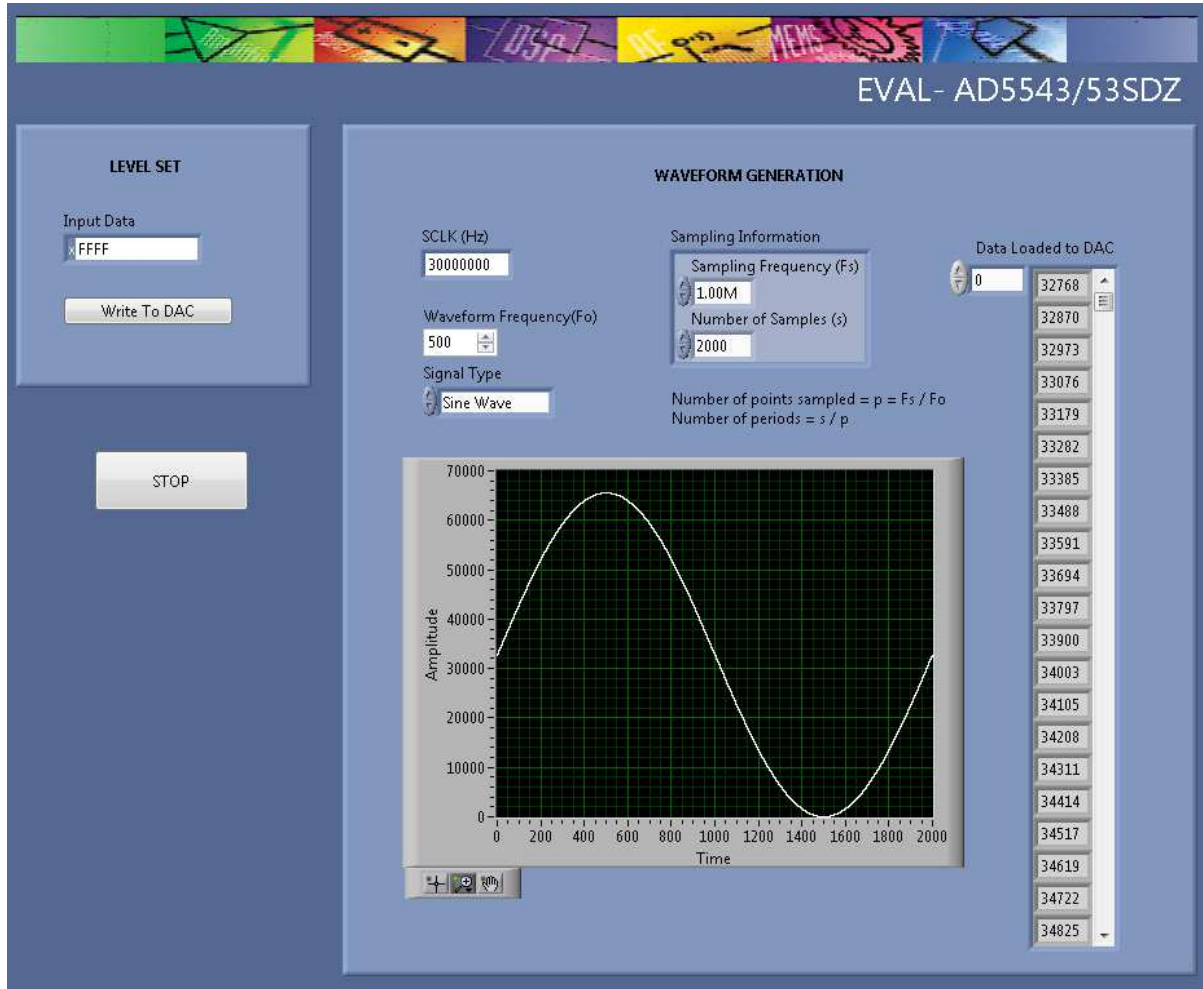 DSP
RF
MEMS
EVAL- AD5543/53SDZ
LEVEL SET
Input Data
x FFFF
Write To DAC
STOP
WAVEFORM GENERATION
SCLK (Hz)
30000000
Waveform Frequency(Fo)
500
Signal Type
Sine Wave
Sampling Information
Sampling Frequency (Fs)
1.00M
Number of Samples (s)
2000
Number of points sampled = p = Fs / Fo
Number of periods = s / p
Data Loaded to DAC
0
32768
32870
32973
33076
33179
33282
33385
33488
33591
33694
33797
33900
34003
34105
34208
34311
34414
34517
34619
34722
34825
Amplitude
70000
60000
50000
40000
30000
20000
10000
0
0 200 400 600 800 1000 1200 1400 1600 1800 2000
Time